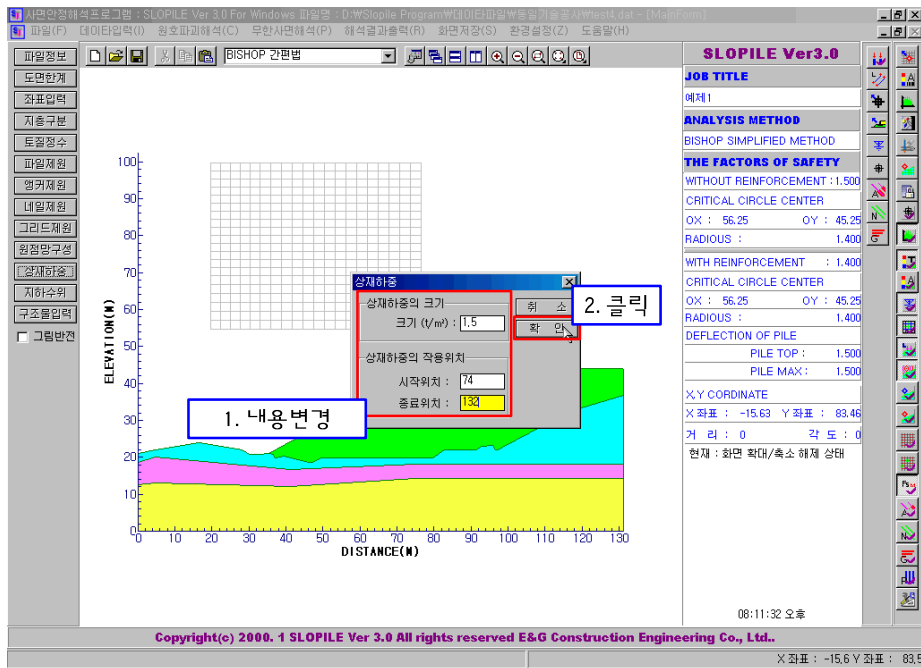 사면안정해석프로그램 : SLOPILE Ver 3.0 For Windows 파일명 : D:\Slopile Program\데이타파일\동일기술공사\test4.dat - [MainForm]
파일(F) 데이타입력(I) 원호파괴해석(C) 무한사면해석(P) 해석결과출력(R) 화면저장(S) 환경설정(Z) 도움말(H)
파일정보
도면한계
좌표입력
지층구분
토질정수
파일제원
앵커제원
네일제원
그리드제원
원점망구성
상재하중
지하수위
구조물입력
그림반전
BISHOP 간편법
ELEVATION(M)
100
90
80
70
60
50
40
30
20
10
0
0 10 20 30 40 50 60 70 80 90 100 110 120 130
DISTANCE(M)
상재하중
상재하중의 크기
크기 (t/m²) : 1.5
상재하중의 작용위치
시작위치 : 74
종료위치 : 132
취 소
확 인
1. 내용변경
2. 클릭
SLOPILE Ver3.0
JOB TITLE
예제1
ANALYSIS METHOD
BISHOP SIMPLIFIED METHOD
THE FACTORS OF SAFETY
WITHOUT REINFORCEMENT : 1.500
CRITICAL CIRCLE CENTER
OX : 56.25 OY : 45.25
RADIOUS : 1.400
WITH REINFORCEMENT : 1.400
CRITICAL CIRCLE CENTER
OX : 56.25 OY : 45.25
RADIOUS : 1.400
DEFLECTION OF PILE
PILE TOP : 1.500
PILE MAX : 1.500
X,Y CORDINATE
X 좌표 : -15.63 Y 좌표 : 83.46
거 리 : 0 각 도 : 0
현재 : 화면 확대/축소 해제 상태
08:11:32 오후
Copyright(c) 2000. 1 SLOPILE Ver 3.0 All rights reserved E&G Construction Engineering Co., Ltd..
X 좌표 : -15.6 Y 좌표 : 83.5